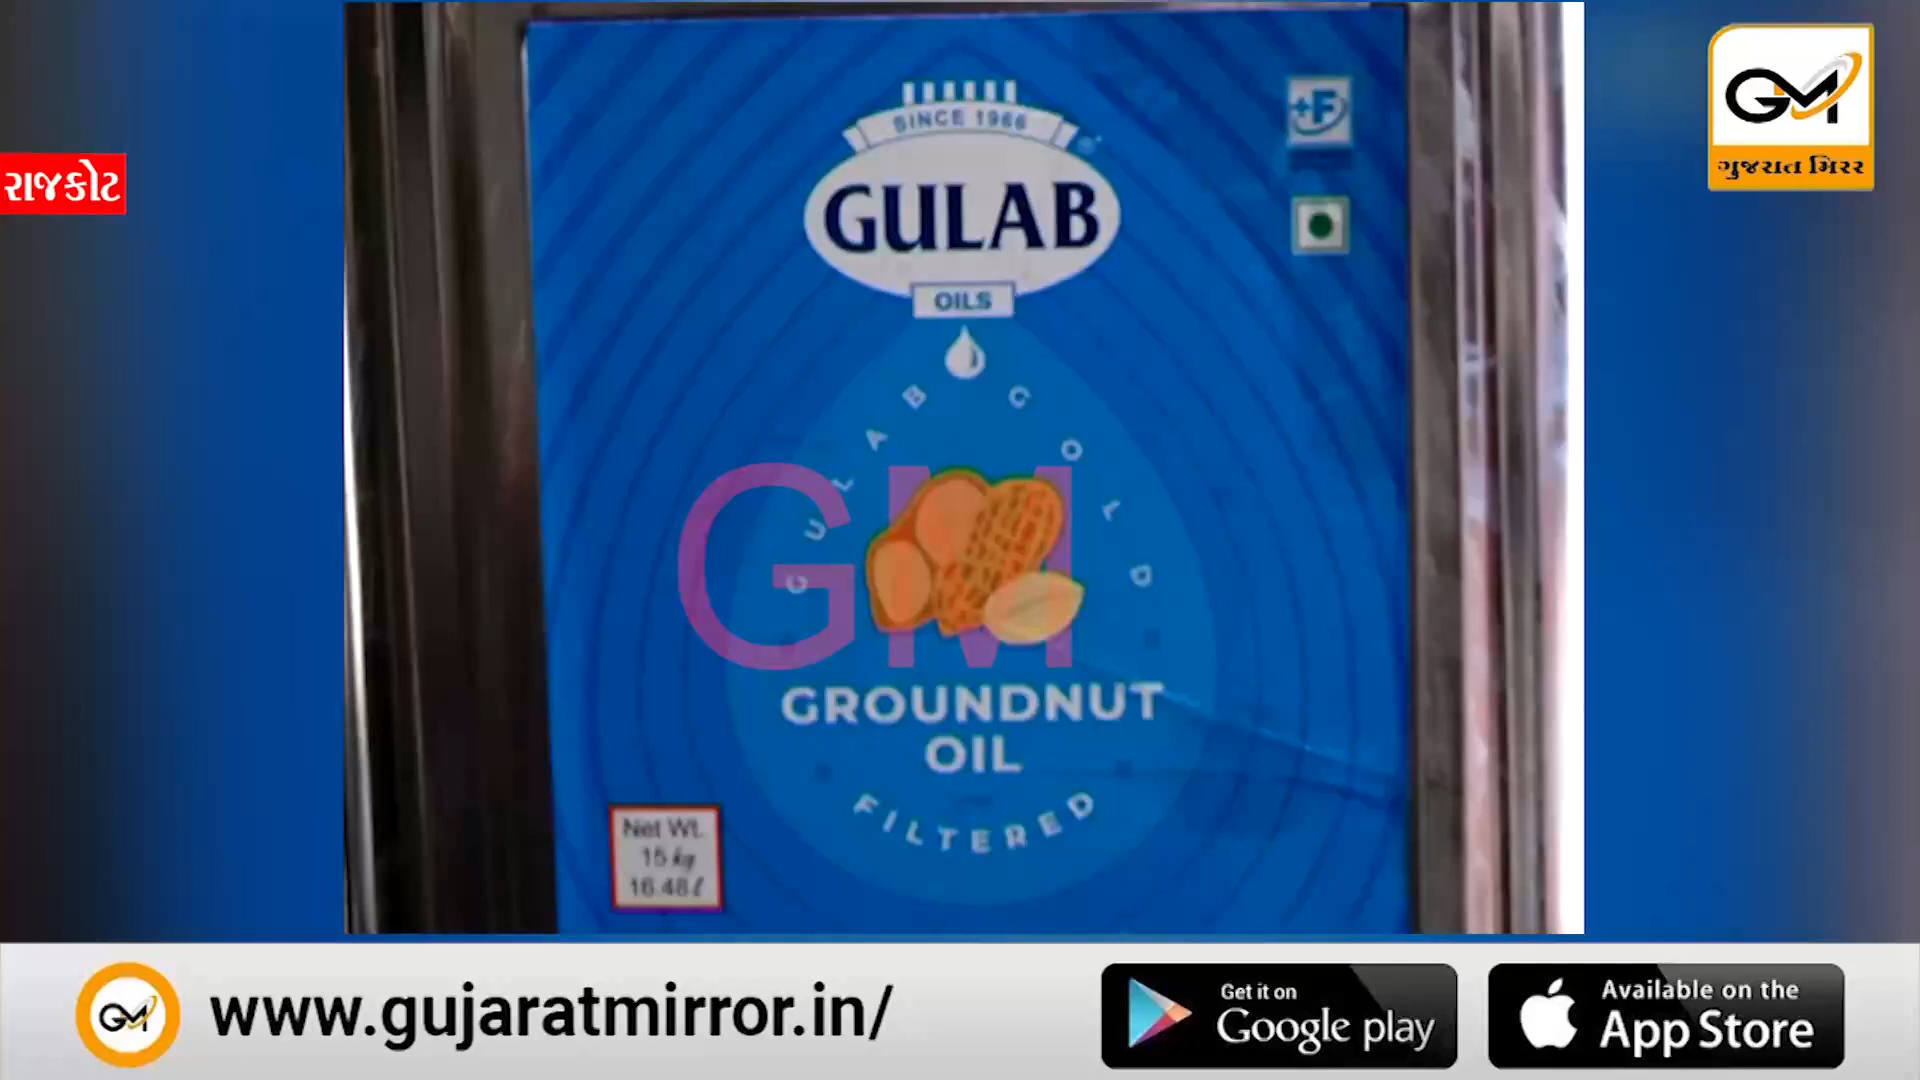 રાજકોટ
SINCE 1966
GULAB
OILS
GULAB GOLD
GROUNDNUT
OIL
FILTERED
+F
Net Wt.
15 kg
16.48 ℓ
GM
GM
ગુજરાત મિરર
GM
www.gujaratmirror.in/
Get it on
Google play
Available on the
App Store